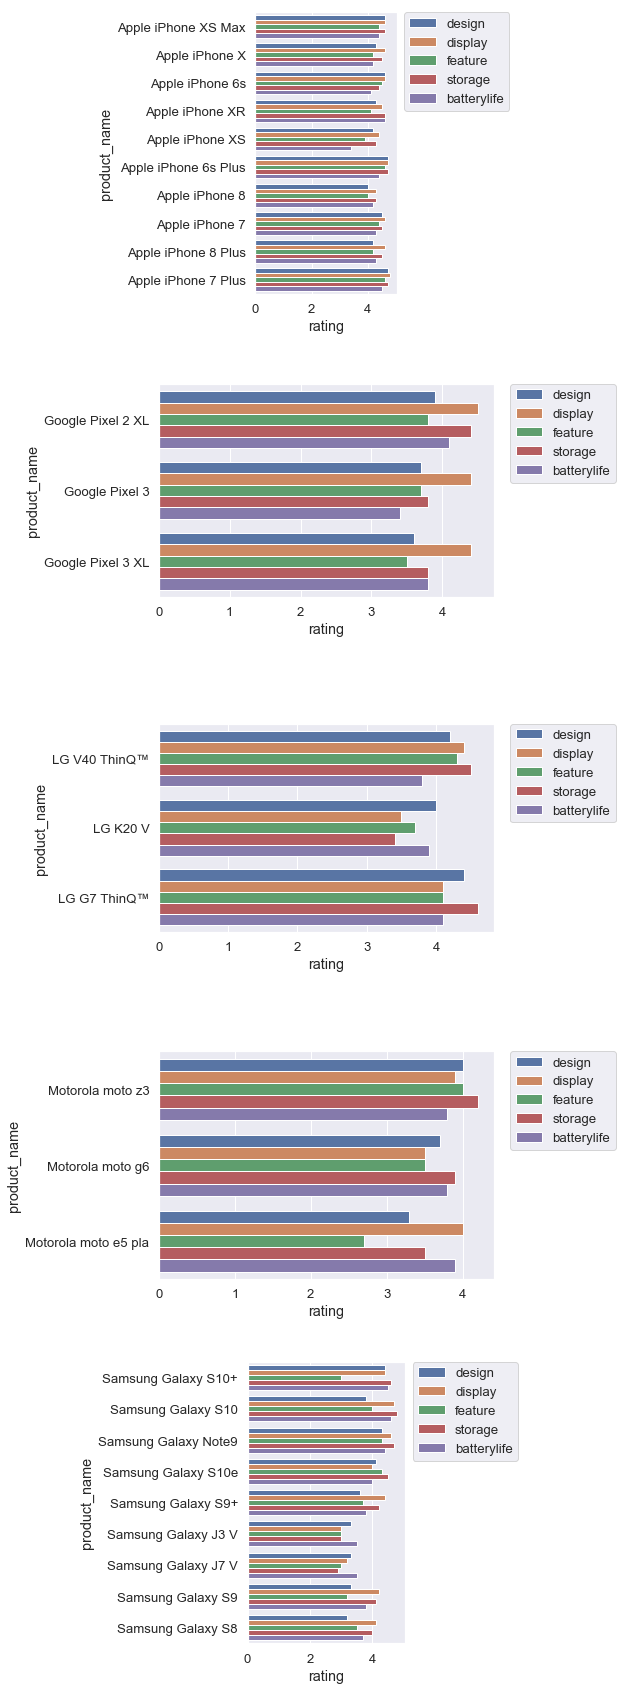 Apple iPhone XS Max
Apple iPhone X
Apple iPhone 6s
Apple iPhone XR
Apple iPhone XS
Apple iPhone 6s Plus
Apple iPhone 8
Apple iPhone 7
Apple iPhone 8 Plus
Apple iPhone 7 Plus
product_name
0 2 4
rating
design
display
feature
storage
batterylife
Google Pixel 2 XL
Google Pixel 3
Google Pixel 3 XL
product_name
0 1 2 3 4
rating
design
display
feature
storage
batterylife
LG V40 ThinQ™
LG K20 V
LG G7 ThinQ™
product_name
0 1 2 3 4
rating
design
display
feature
storage
batterylife
Motorola moto z3
Motorola moto g6
Motorola moto e5 pla
product_name
0 1 2 3 4
rating
design
display
feature
storage
batterylife
Samsung Galaxy S10+
Samsung Galaxy S10
Samsung Galaxy Note9
Samsung Galaxy S10e
Samsung Galaxy S9+
Samsung Galaxy J3 V
Samsung Galaxy J7 V
Samsung Galaxy S9
Samsung Galaxy S8
product_name
0 2 4
rating
design
display
feature
storage
batterylife